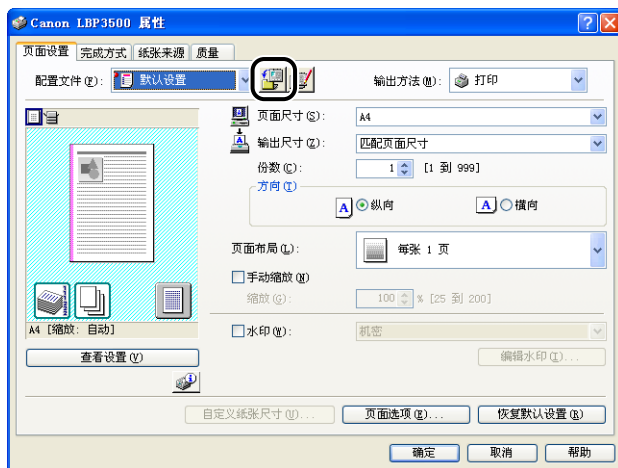 Canon LBP3500 属性
页面设置 完成方式 纸张来源 质量
配置文件(F): 默认设置 输出方法(M): 打印
页面尺寸(S): A4
输出尺寸(Z): 匹配页面尺寸
份数(C): 1 [1 到 999]
方向(T)
A 纵向 A 横向
页面布局(L): 每张 1 页
手动缩放(N)
缩放(G): 100 % [25 到 200]
A4 [缩放: 自动]
水印(W): 机密
查看设置(V) 编辑水印(I)...
自定义纸张尺寸(U)... 页面选项(E)... 恢复默认设置(R)
确定 取消 帮助